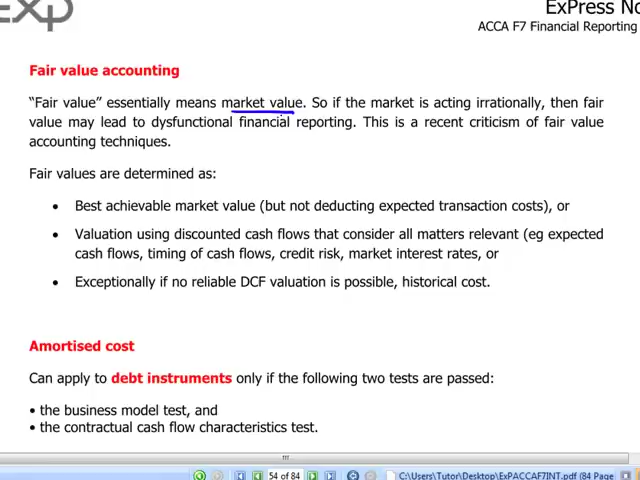 exp
ExPress No
ACCA F7 Financial Reporting
Fair value accounting
“Fair value” essentially means market value. So if the market is acting irrationally, then fair
value may lead to dysfunctional financial reporting. This is a recent criticism of fair value
accounting techniques.
Fair values are determined as:
• Best achievable market value (but not deducting expected transaction costs), or
• Valuation using discounted cash flows that consider all matters relevant (eg expected
cash flows, timing of cash flows, credit risk, market interest rates, or
• Exceptionally if no reliable DCF valuation is possible, historical cost.
Amortised cost
Can apply to debt instruments only if the following two tests are passed:
• the business model test, and
• the contractual cash flow characteristics test.
54 of 84
C:\Users\Tutor\Desktop\ExPACCAF7INT.pdf (84 Page